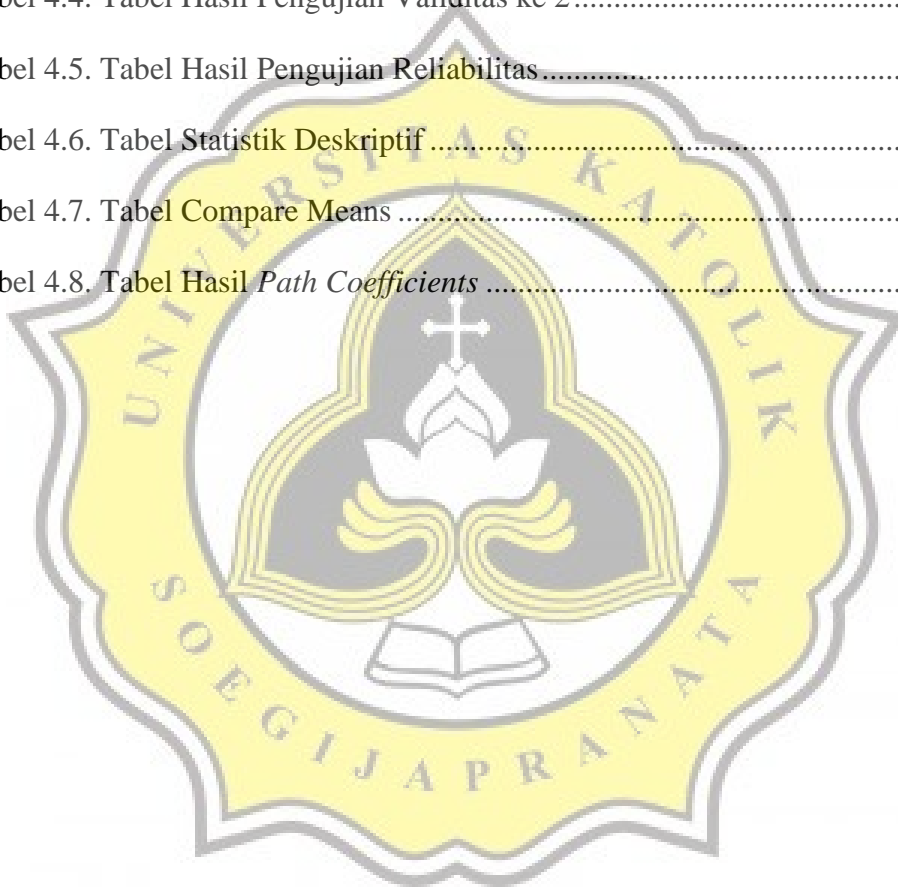 bel 4.4. Tabel Hasil Pengujian Validitas ke 2
bel 4.5. Tabel Hasil Pengujian Reliabilitas
bel 4.6. Tabel Statistik Deskriptif
bel 4.7. Tabel Compare Means
bel 4.8. Tabel Hasil Path Coefficients
UNIVERSITAS KATOLIK
SOEGIJAPRANATA